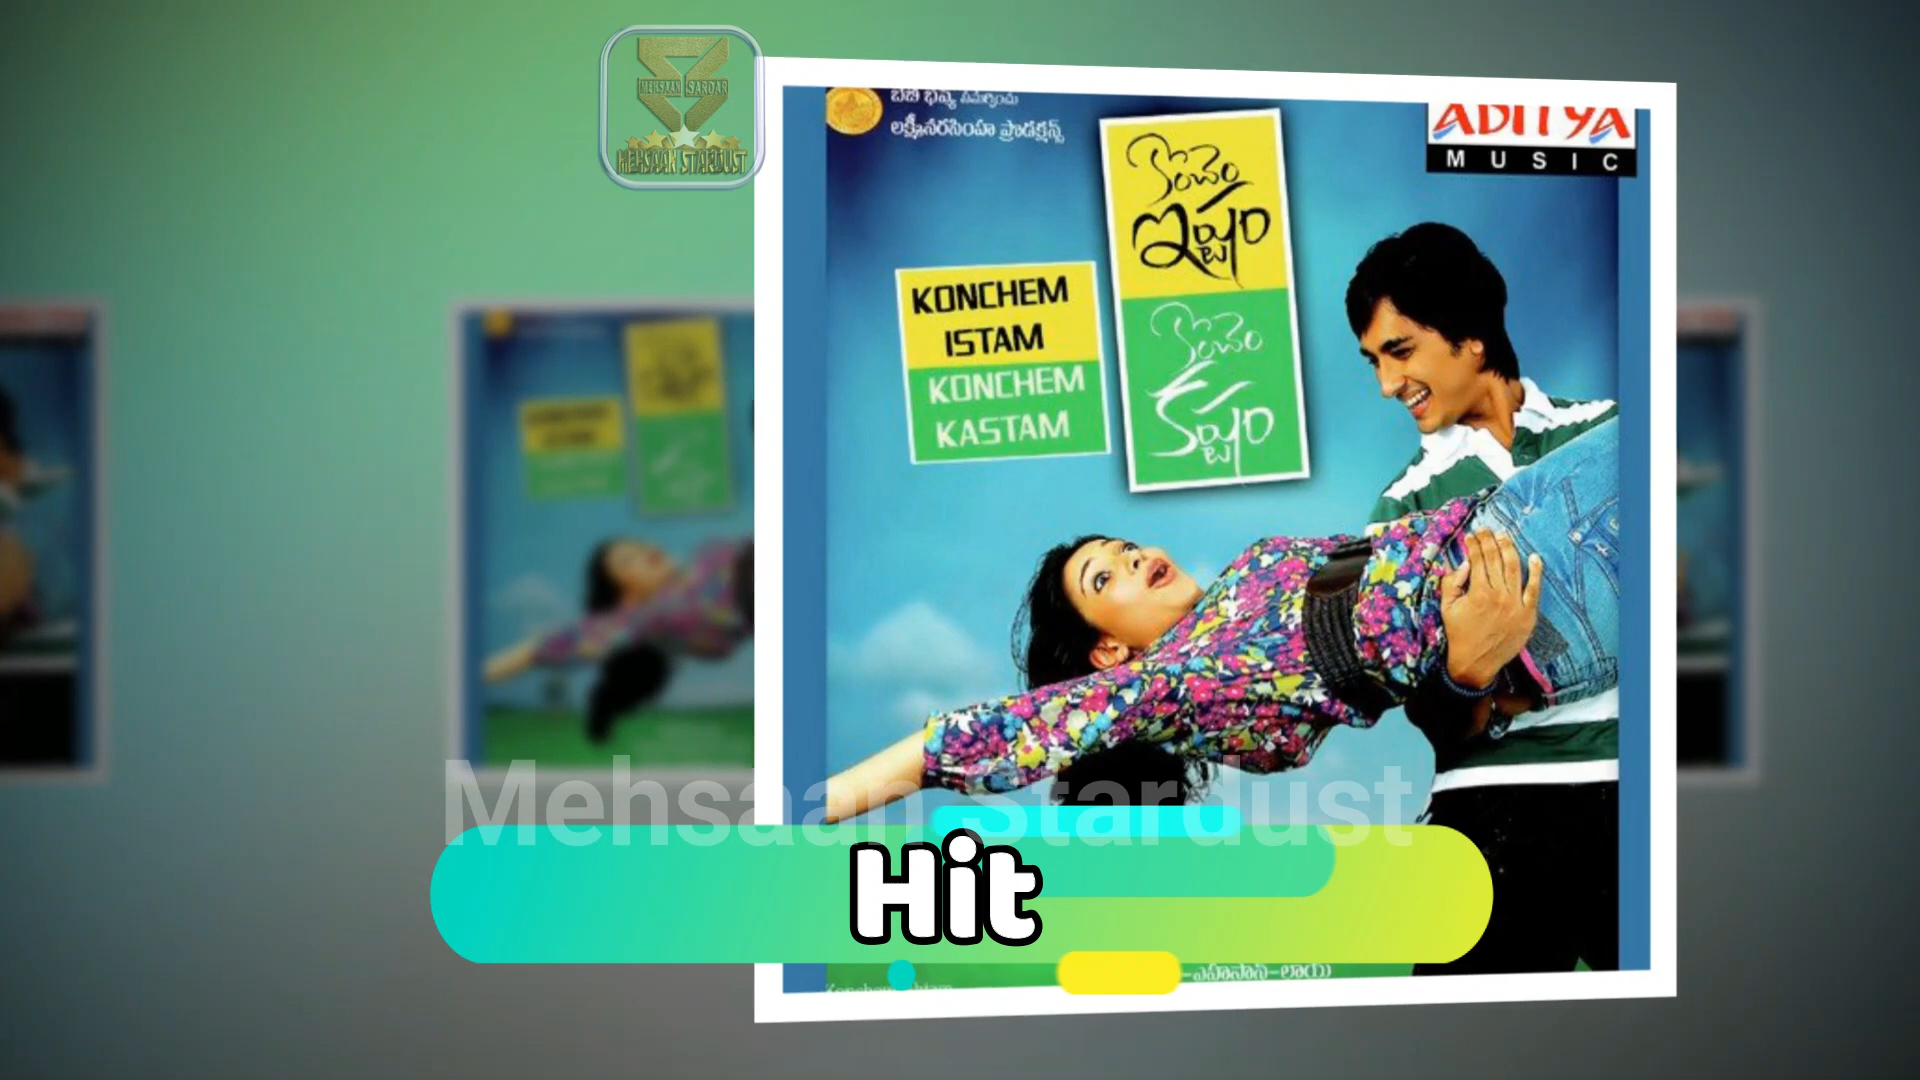 MEHSAAN SARDAR
MEHSAAN STARDUST
లక్ష్మీనరసింహ ప్రొడక్షన్స్
ADITYA
MUSIC
కొంచెం
ఇష్టం
కొంచెం
కష్టం
KONCHEM
ISTAM
KONCHEM
KASTAM
Mehsaan Stardust
Hit
-ఎహసాన్-లాయ్